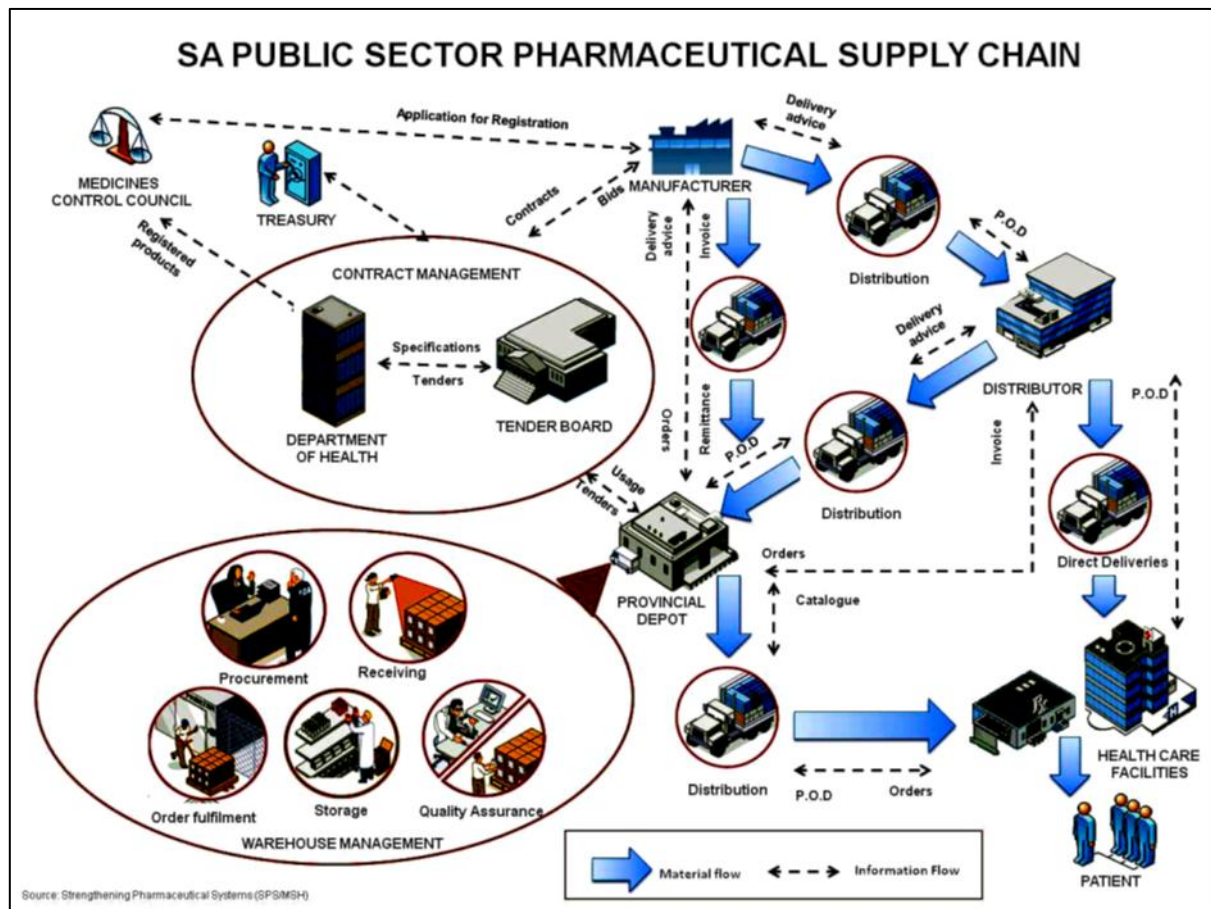 SA PUBLIC SECTOR PHARMACEUTICAL SUPPLY CHAIN
Application for Registration
Delivery
advice
MEDICINES
CONTROL COUNCIL
TREASURY
MANUFACTURER
Contracts
Bids
P.O.D
Registered
products
Delivery
advice
Invoice
Distribution
CONTRACT MANAGEMENT
Specifications
Tenders
DEPARTMENT
OF HEALTH
TENDER BOARD
Delivery
advice
DISTRIBUTOR
P.O.D
Orders
Remittance
P.O.D
Invoice
Usage
Tenders
Distribution
Direct Deliveries
Orders
PROVINCIAL
DEPOT
Catalogue
Procurement
Receiving
Order fulfilment
Storage
Quality Assurance
WAREHOUSE MANAGEMENT
Distribution
P.O.D
Orders
HEALTH CARE
FACILITIES
PATIENT
Material flow
Information Flow
Source: Strengthening Pharmaceutical Systems (SPS/MSH)